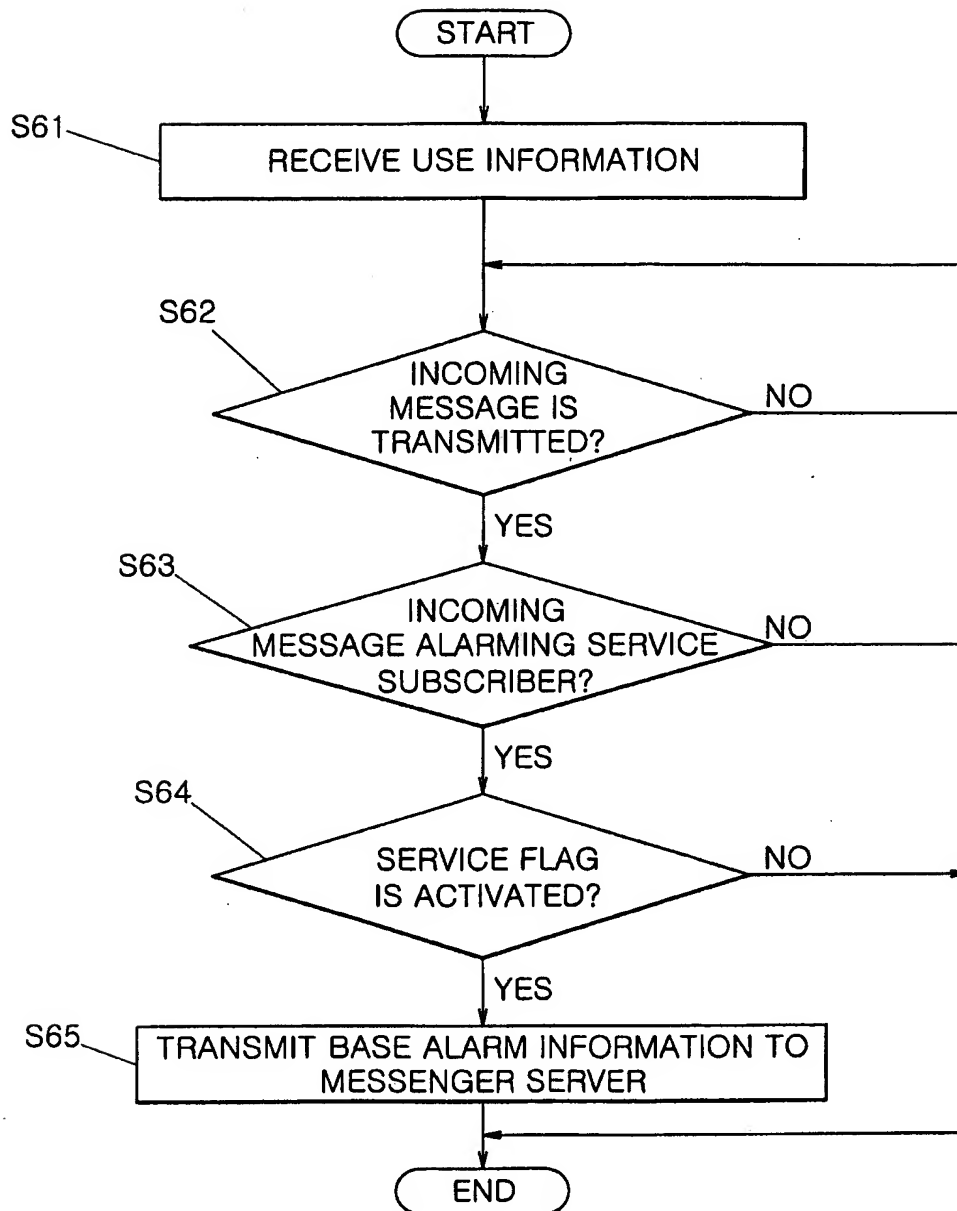 START
S61
RECEIVE USE INFORMATION
S62
INCOMING
MESSAGE IS
TRANSMITTED?
NO
YES
S63
INCOMING
MESSAGE ALARMING SERVICE
SUBSCRIBER?
NO
YES
S64
SERVICE FLAG
IS ACTIVATED?
NO
YES
S65
TRANSMIT BASE ALARM INFORMATION TO
MESSENGER SERVER
END